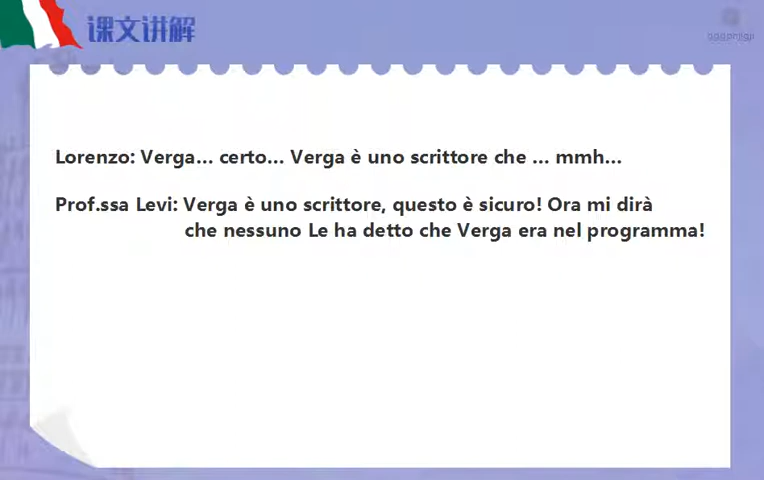 课文讲解
Lorenzo: Verga... certo... Verga è uno scrittore che ... mmh...
Prof.ssa Levi: Verga è uno scrittore, questo è sicuro! Ora mi dirà
che nessuno Le ha detto che Verga era nel programma!